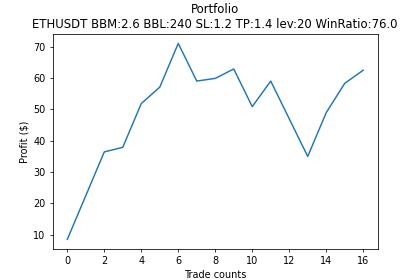 Portfolio
ETHUSDT BBM:2.6 BBL:240 SL:1.2 TP:1.4 lev:20 WinRatio:76.0
70
60
50
40
30
20
10
Profit ($)
0 2 4 6 8 10 12 14 16
Trade counts